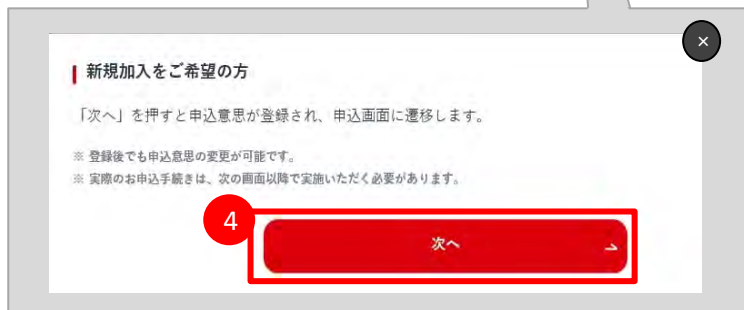 ×
新規加入をご希望の方
「次へ」を押すと申込意思が登録され、申込画面に遷移します。
※ 登録後でも申込意思の変更が可能です。
※ 実際のお申込手続きは、次の画面以降で実施いただく必要があります。
4
次へ